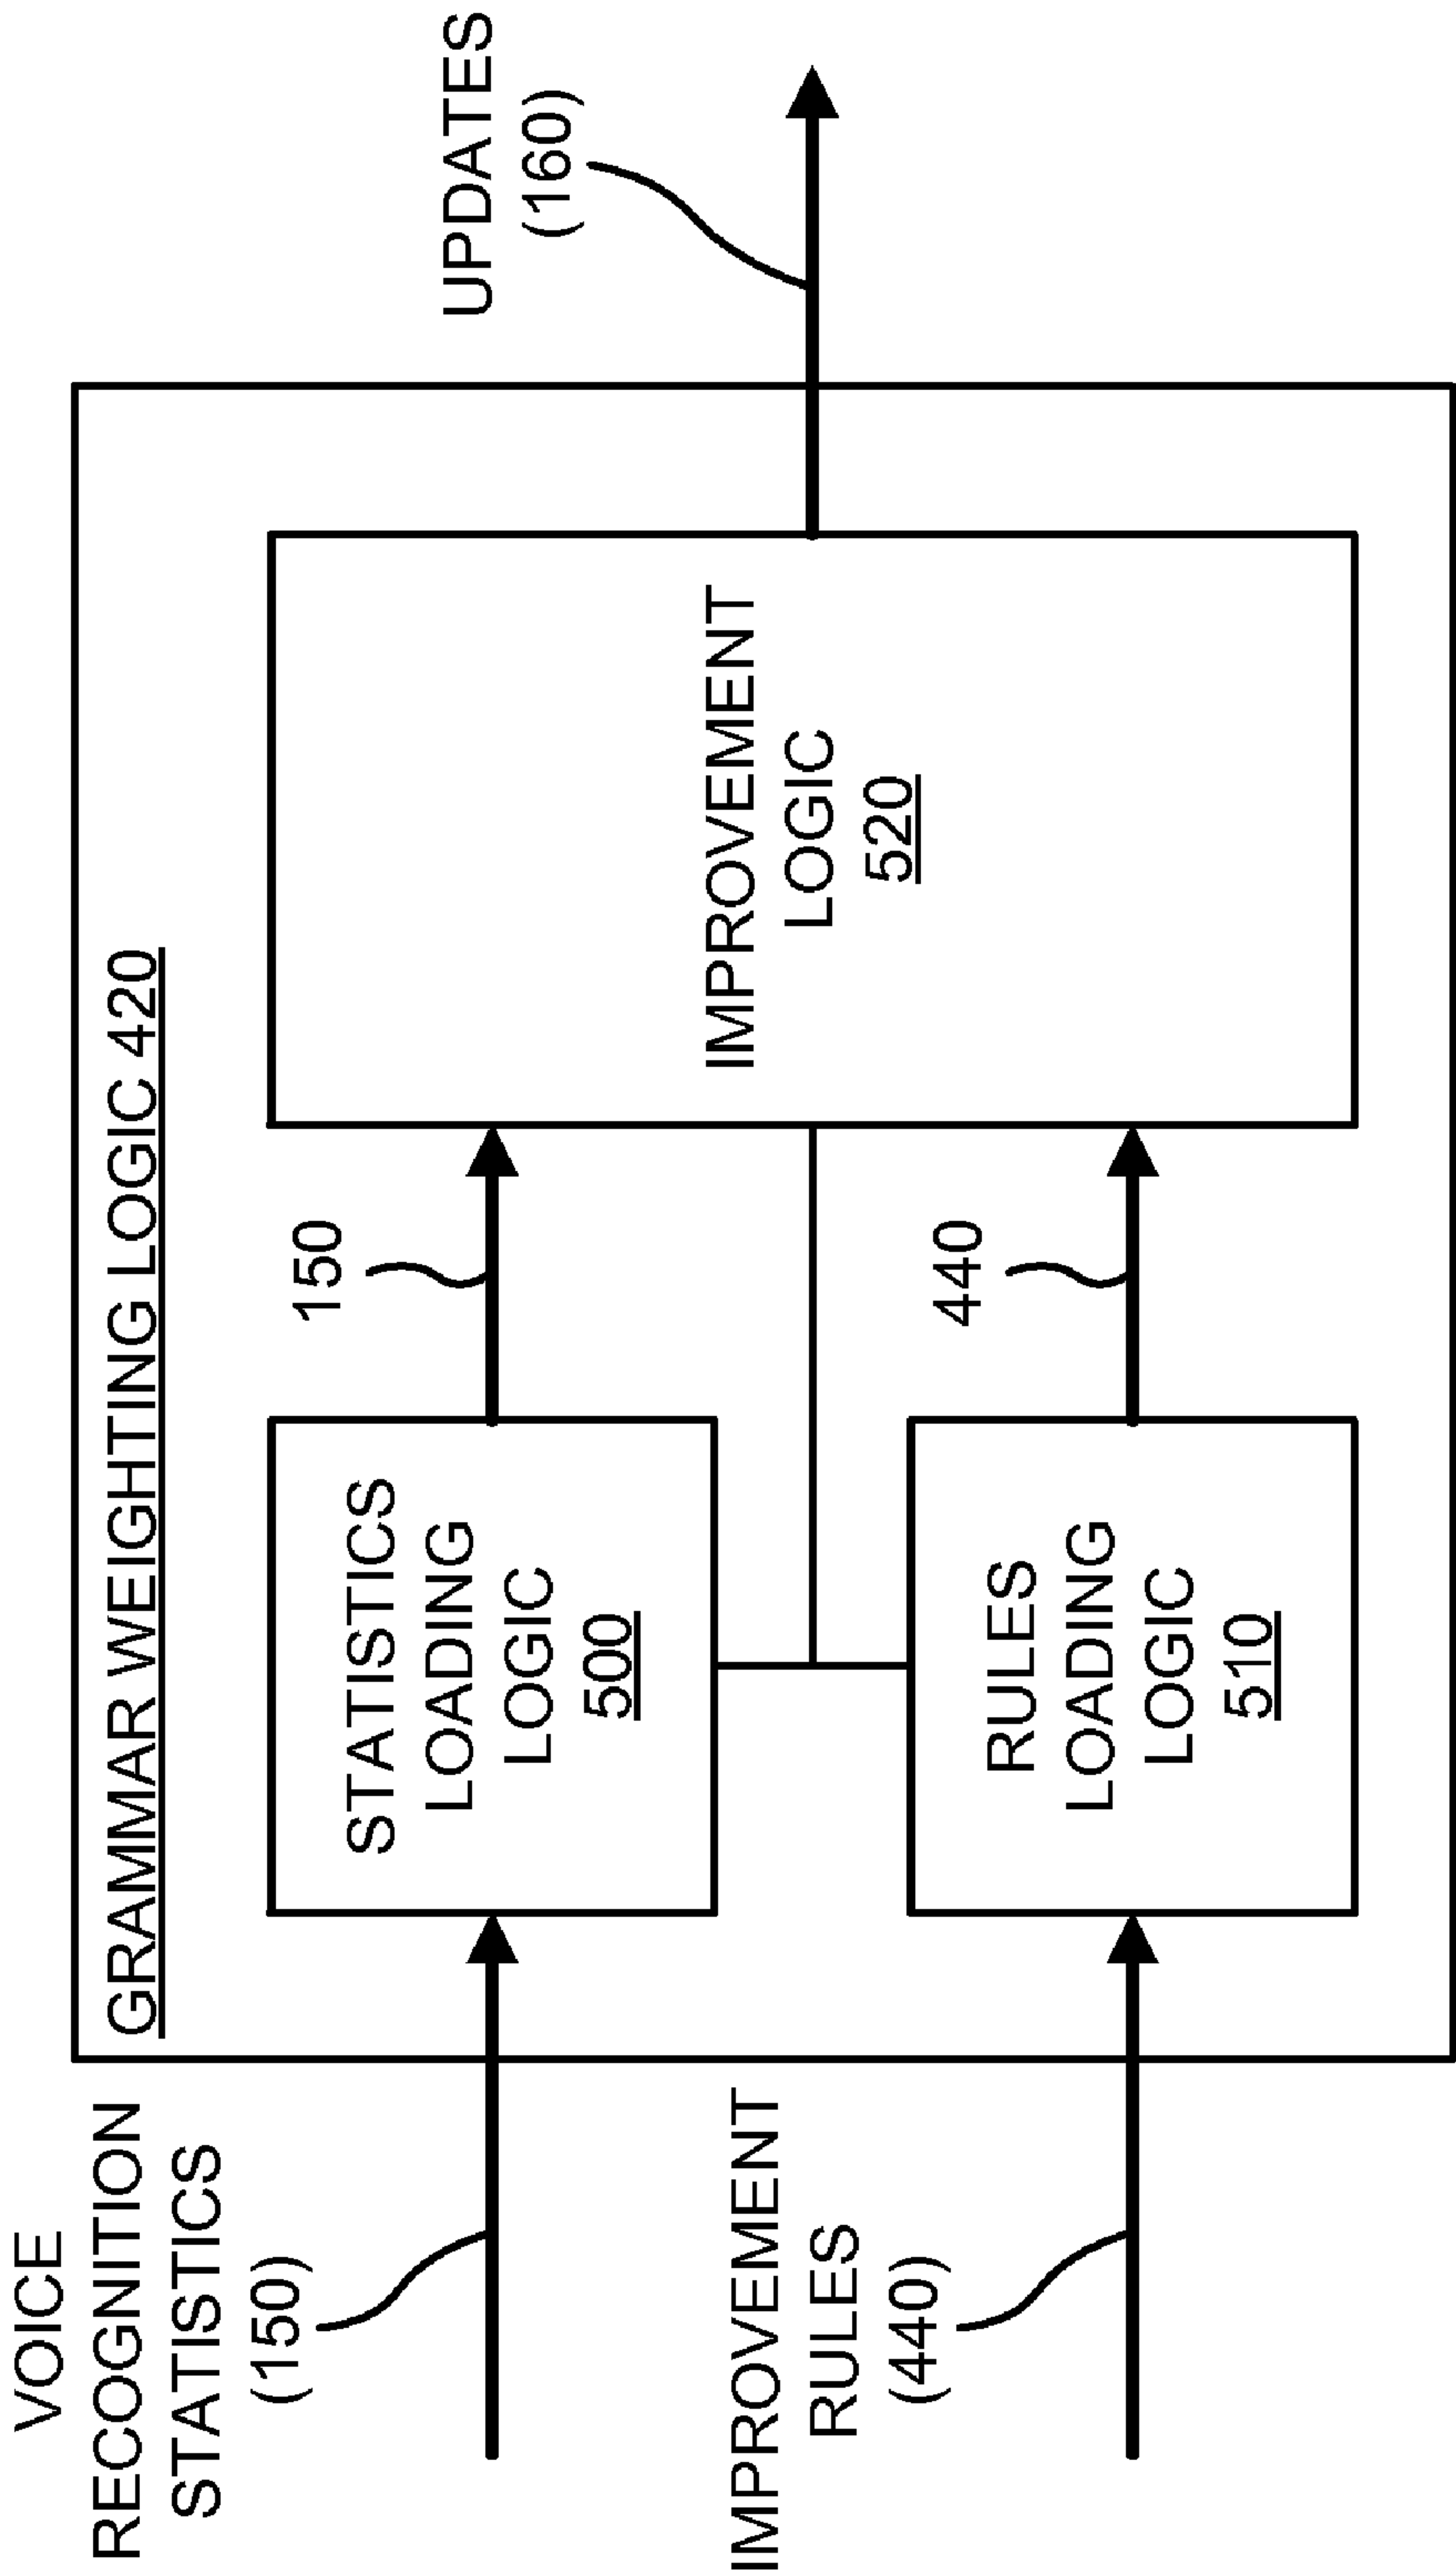 VOICE
RECOGNITION
STATISTICS
(150)
IMPROVEMENT
RULES
(440)
GRAMMAR WEIGHTING LOGIC 420
STATISTICS
LOADING
LOGIC
500
RULES
LOADING
LOGIC
510
150
440
IMPROVEMENT
LOGIC
520
UPDATES
(160)